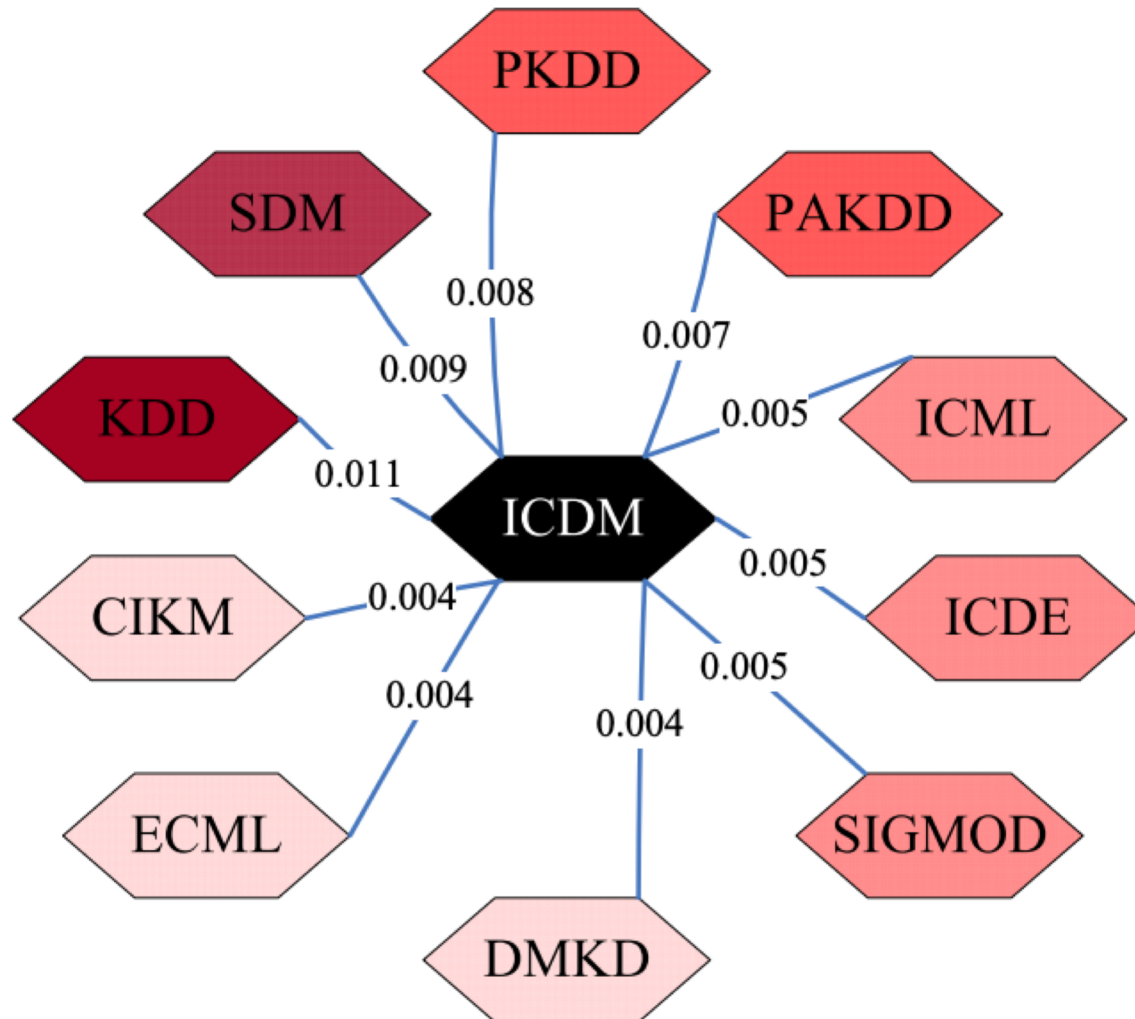 PKDD
SDM
PAKDD
0.008
0.007
0.009
0.005
KDD
ICML
0.011
ICDM
0.005
0.004
CIKM
ICDE
0.005
0.004
0.004
ECML
SIGMOD
DMKD